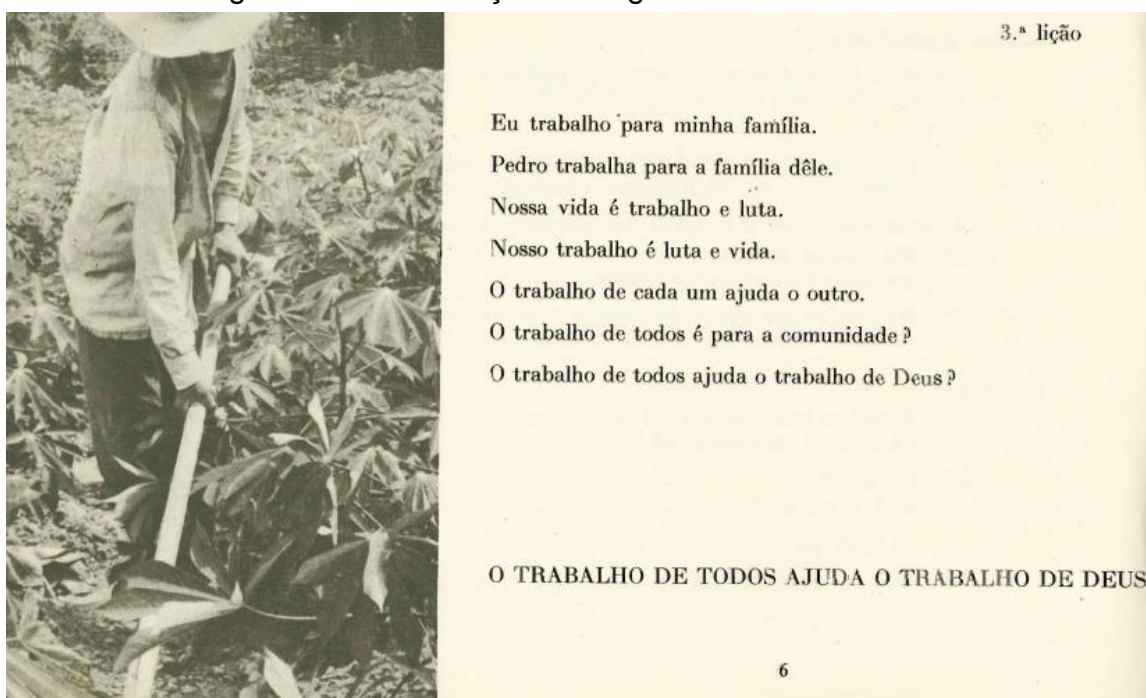 3.ª lição
Eu trabalho para minha família.
Pedro trabalha para a família dêle.
Nossa vida é trabalho e luta.
Nosso trabalho é luta e vida.
O trabalho de cada um ajuda o outro.
O trabalho de todos é para a comunidade?
O trabalho de todos ajuda o trabalho de Deus?
O TRABALHO DE TODOS AJUDA O TRABALHO DE DEUS
6